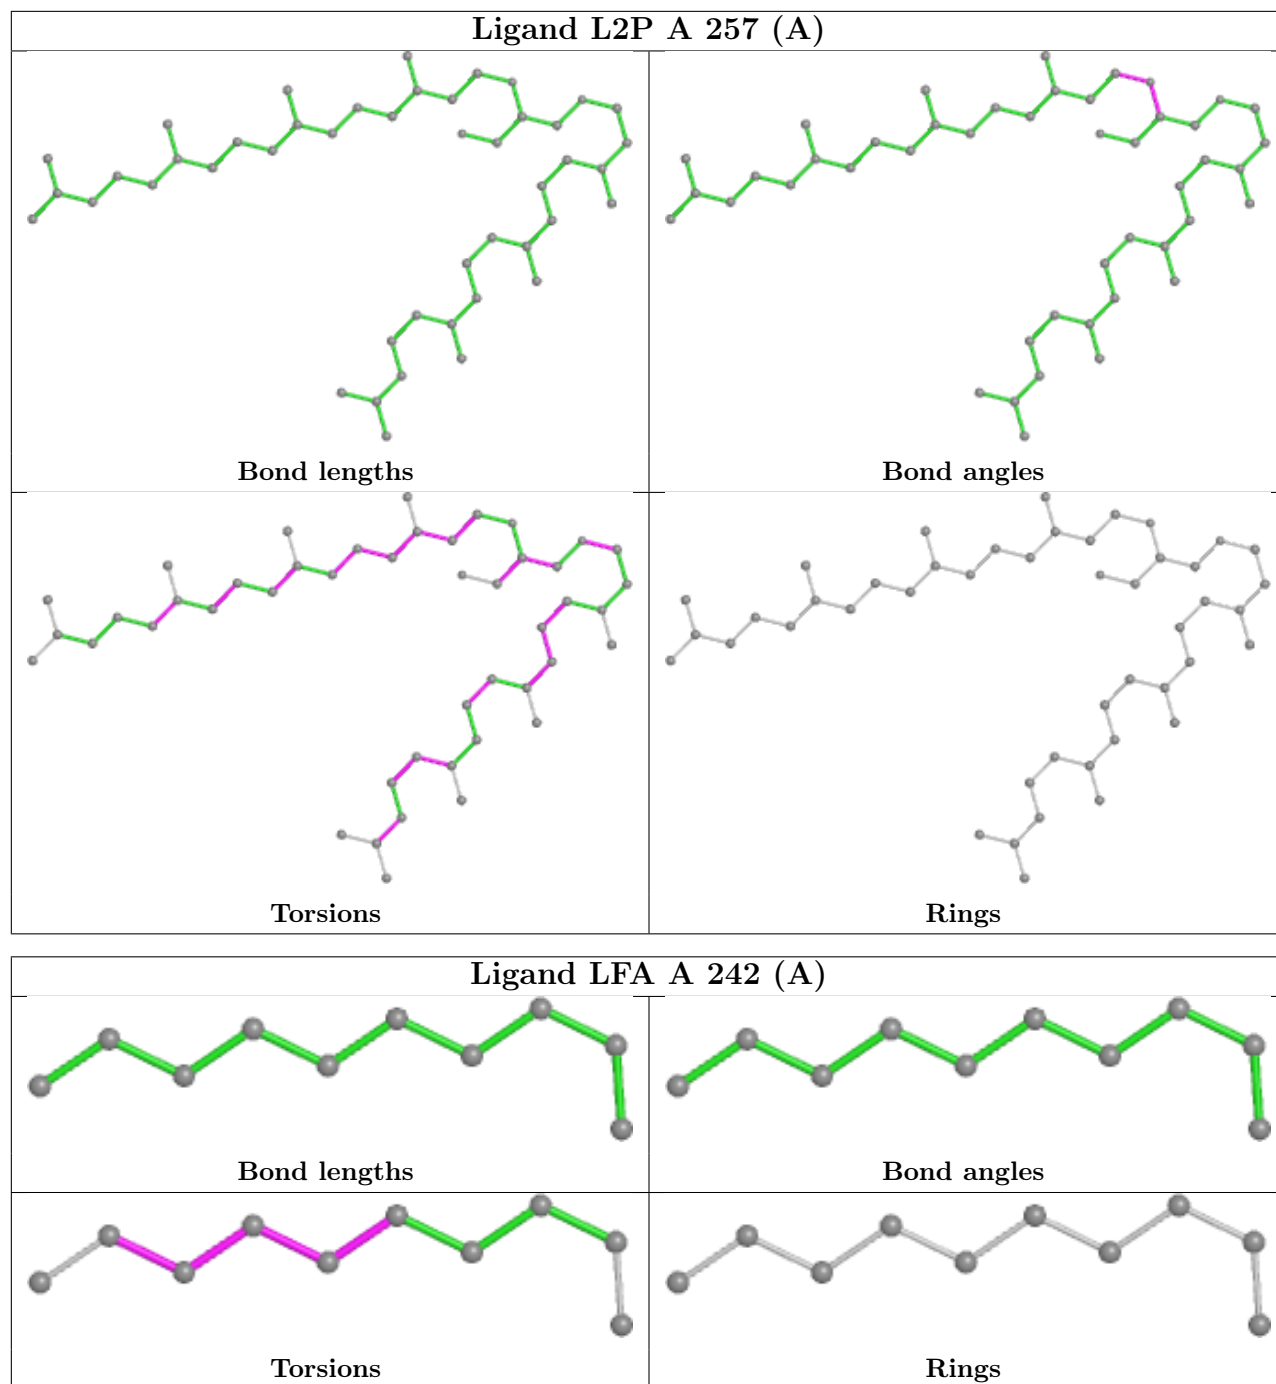 Ligand L2P A 257 (A)
Bond lengths
Bond angles
Torsions
Rings
Ligand LFA A 242 (A)
Bond lengths
Bond angles
Torsions
Rings